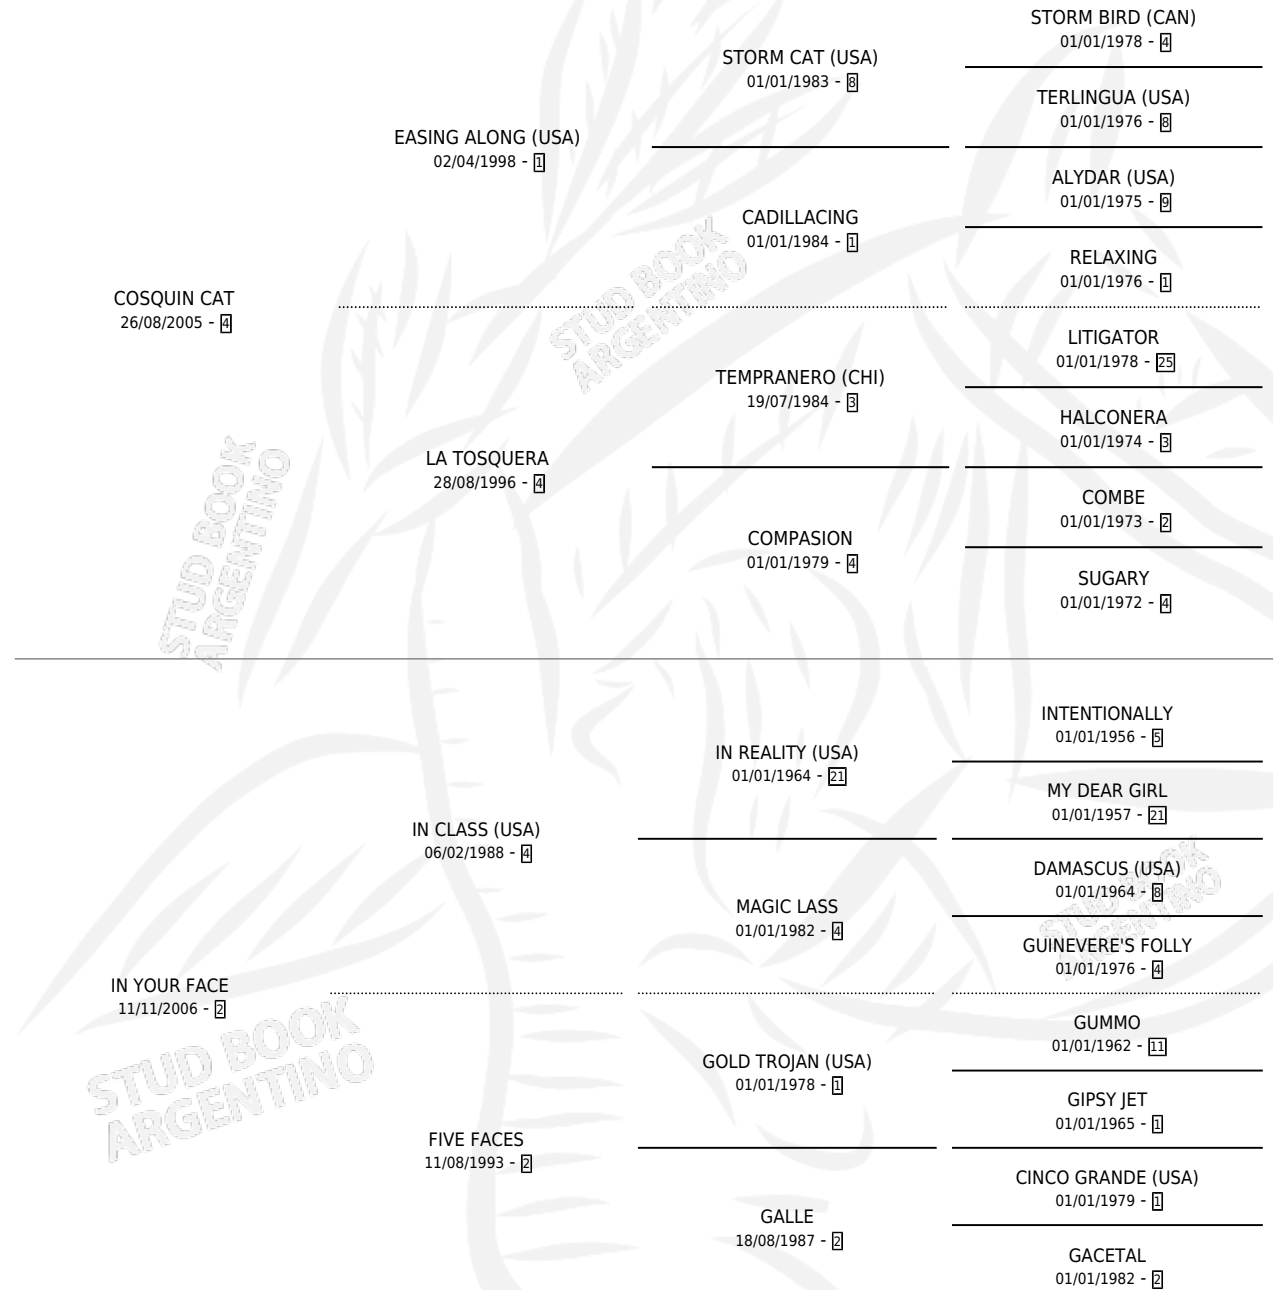 STORM BIRD (CAN)
01/01/1978 - 4
STORM CAT (USA)
01/01/1983 - 8
TERLINGUA (USA)
01/01/1976 - 8
EASING ALONG (USA)
02/04/1998 - 1
ALYDAR (USA)
01/01/1975 - 9
CADILLACING
01/01/1984 - 1
RELAXING
01/01/1976 - 1
COSQUIN CAT
26/08/2005 - 4
LITIGATOR
01/01/1978 - 25
TEMPRANERO (CHI)
19/07/1984 - 3
HALCONERA
01/01/1974 - 3
LA TOSQUERA
28/08/1996 - 4
COMBE
01/01/1973 - 2
COMPASION
01/01/1979 - 4
SUGARY
01/01/1972 - 4
INTENTIONALLY
01/01/1956 - 5
IN REALITY (USA)
01/01/1964 - 21
MY DEAR GIRL
01/01/1957 - 21
IN CLASS (USA)
06/02/1988 - 4
DAMASCUS (USA)
01/01/1964 - 8
MAGIC LASS
01/01/1982 - 4
GUINEVERE'S FOLLY
01/01/1976 - 4
IN YOUR FACE
11/11/2006 - 2
GUMMO
01/01/1962 - 11
GOLD TROJAN (USA)
01/01/1978 - 1
GIPSY JET
01/01/1965 - 1
FIVE FACES
11/08/1993 - 2
CINCO GRANDE (USA)
01/01/1979 - 1
GALLE
18/08/1987 - 2
GACETAL
01/01/1982 - 2
STUD BOOK
ARGENTINO
STUD BOOK
ARGENTINO
STUD BOOK
ARGENTINO
STUD BOOK
ARGENTINO